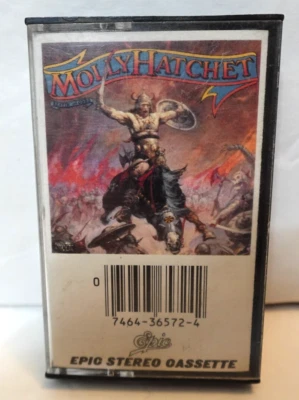 MOLLY HATCHET
0
7464-36572-4
Epic
EPIC STEREO CASSETTE